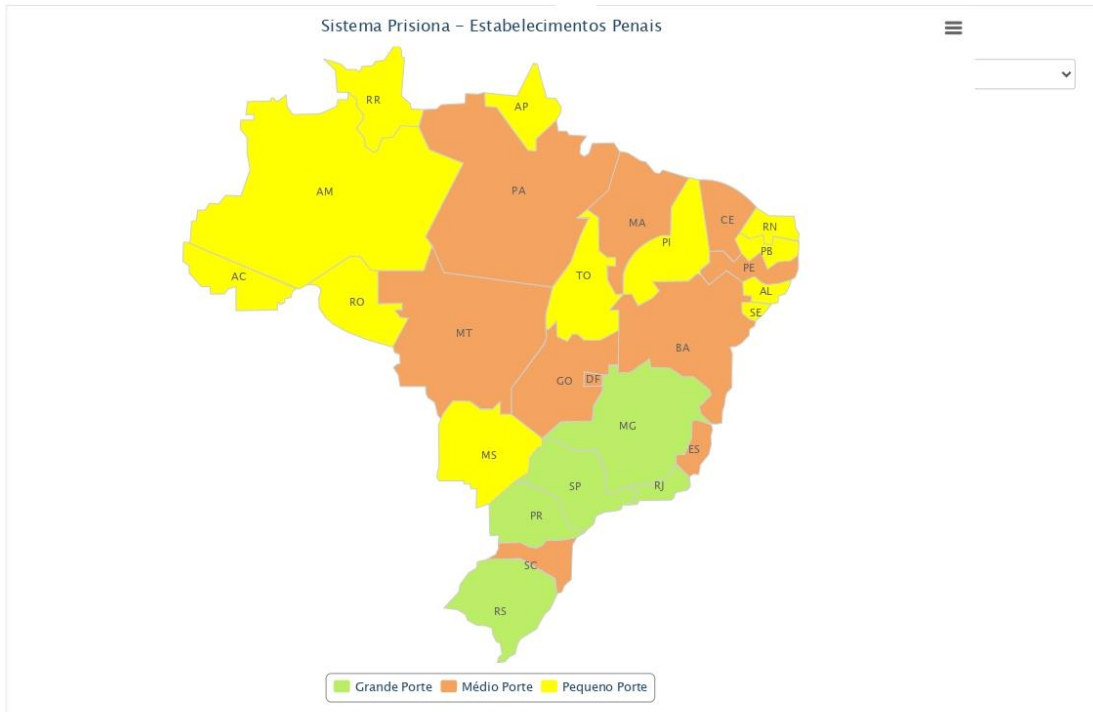 Sistema Prisiona - Estabelecimentos Penais
RR
AP
AM
PA
MA
CE
RN
PI
PB
PE
AC
TO
AL
RO
SE
MT
BA
GO
DF
MG
MS
ES
SP
RJ
PR
SC
RS
Grande Porte Médio Porte Pequeno Porte